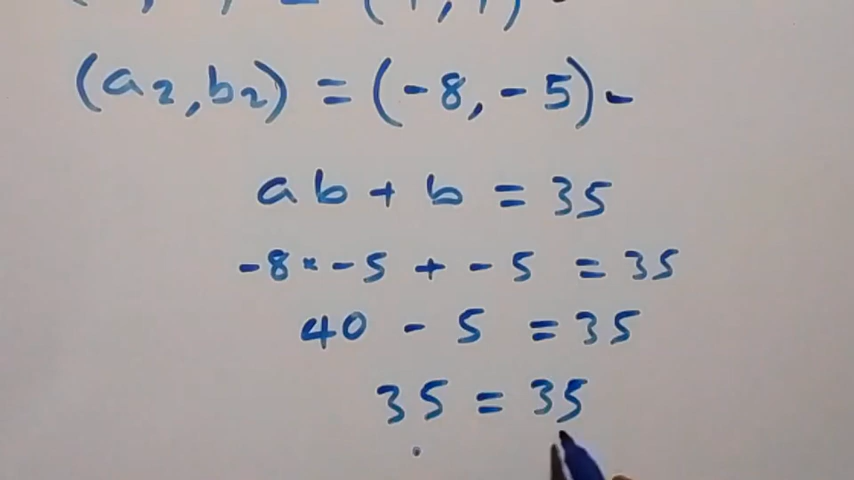 (a2,b2) = (-8,-5)-
ab + b = 35
-8 × -5 + -5 = 35
40 - 5 = 35
35 = 35